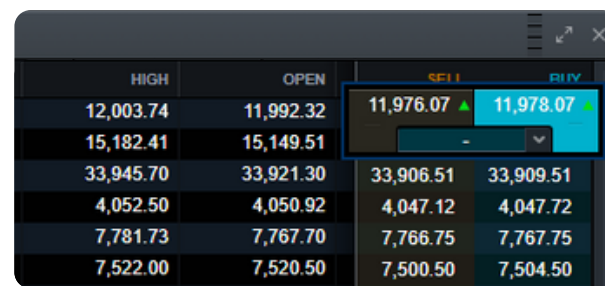 HIGH OPEN SELL BUY
12,003.74 11,992.32 11,976.07 11,978.07
15,182.41 15,149.51 -
33,945.70 33,921.30 33,906.51 33,909.51
4,052.50 4,050.92 4,047.12 4,047.72
7,781.73 7,767.70 7,766.75 7,767.75
7,522.00 7,520.50 7,500.50 7,504.50